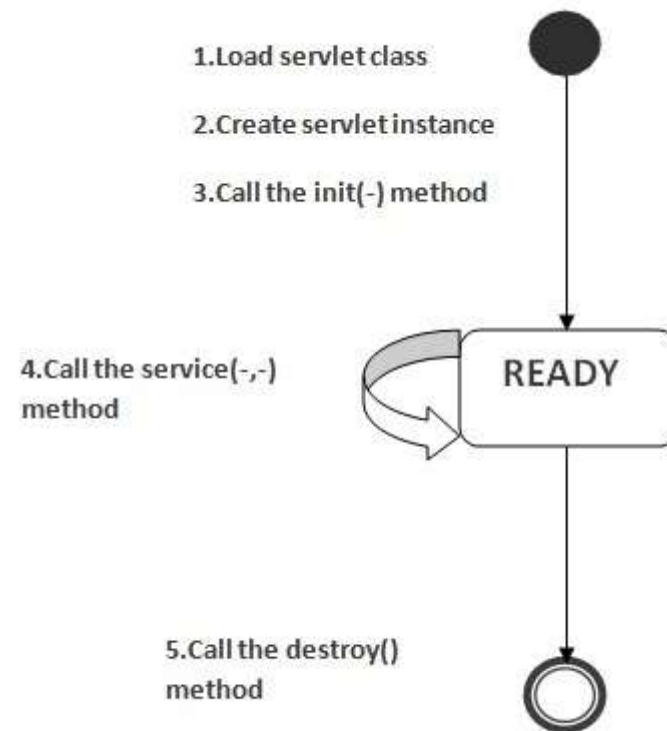 1.Load servlet class
2.Create servlet instance
3.Call the init(-) method
4.Call the service(-,-)
method
READY
5.Call the destroy()
method